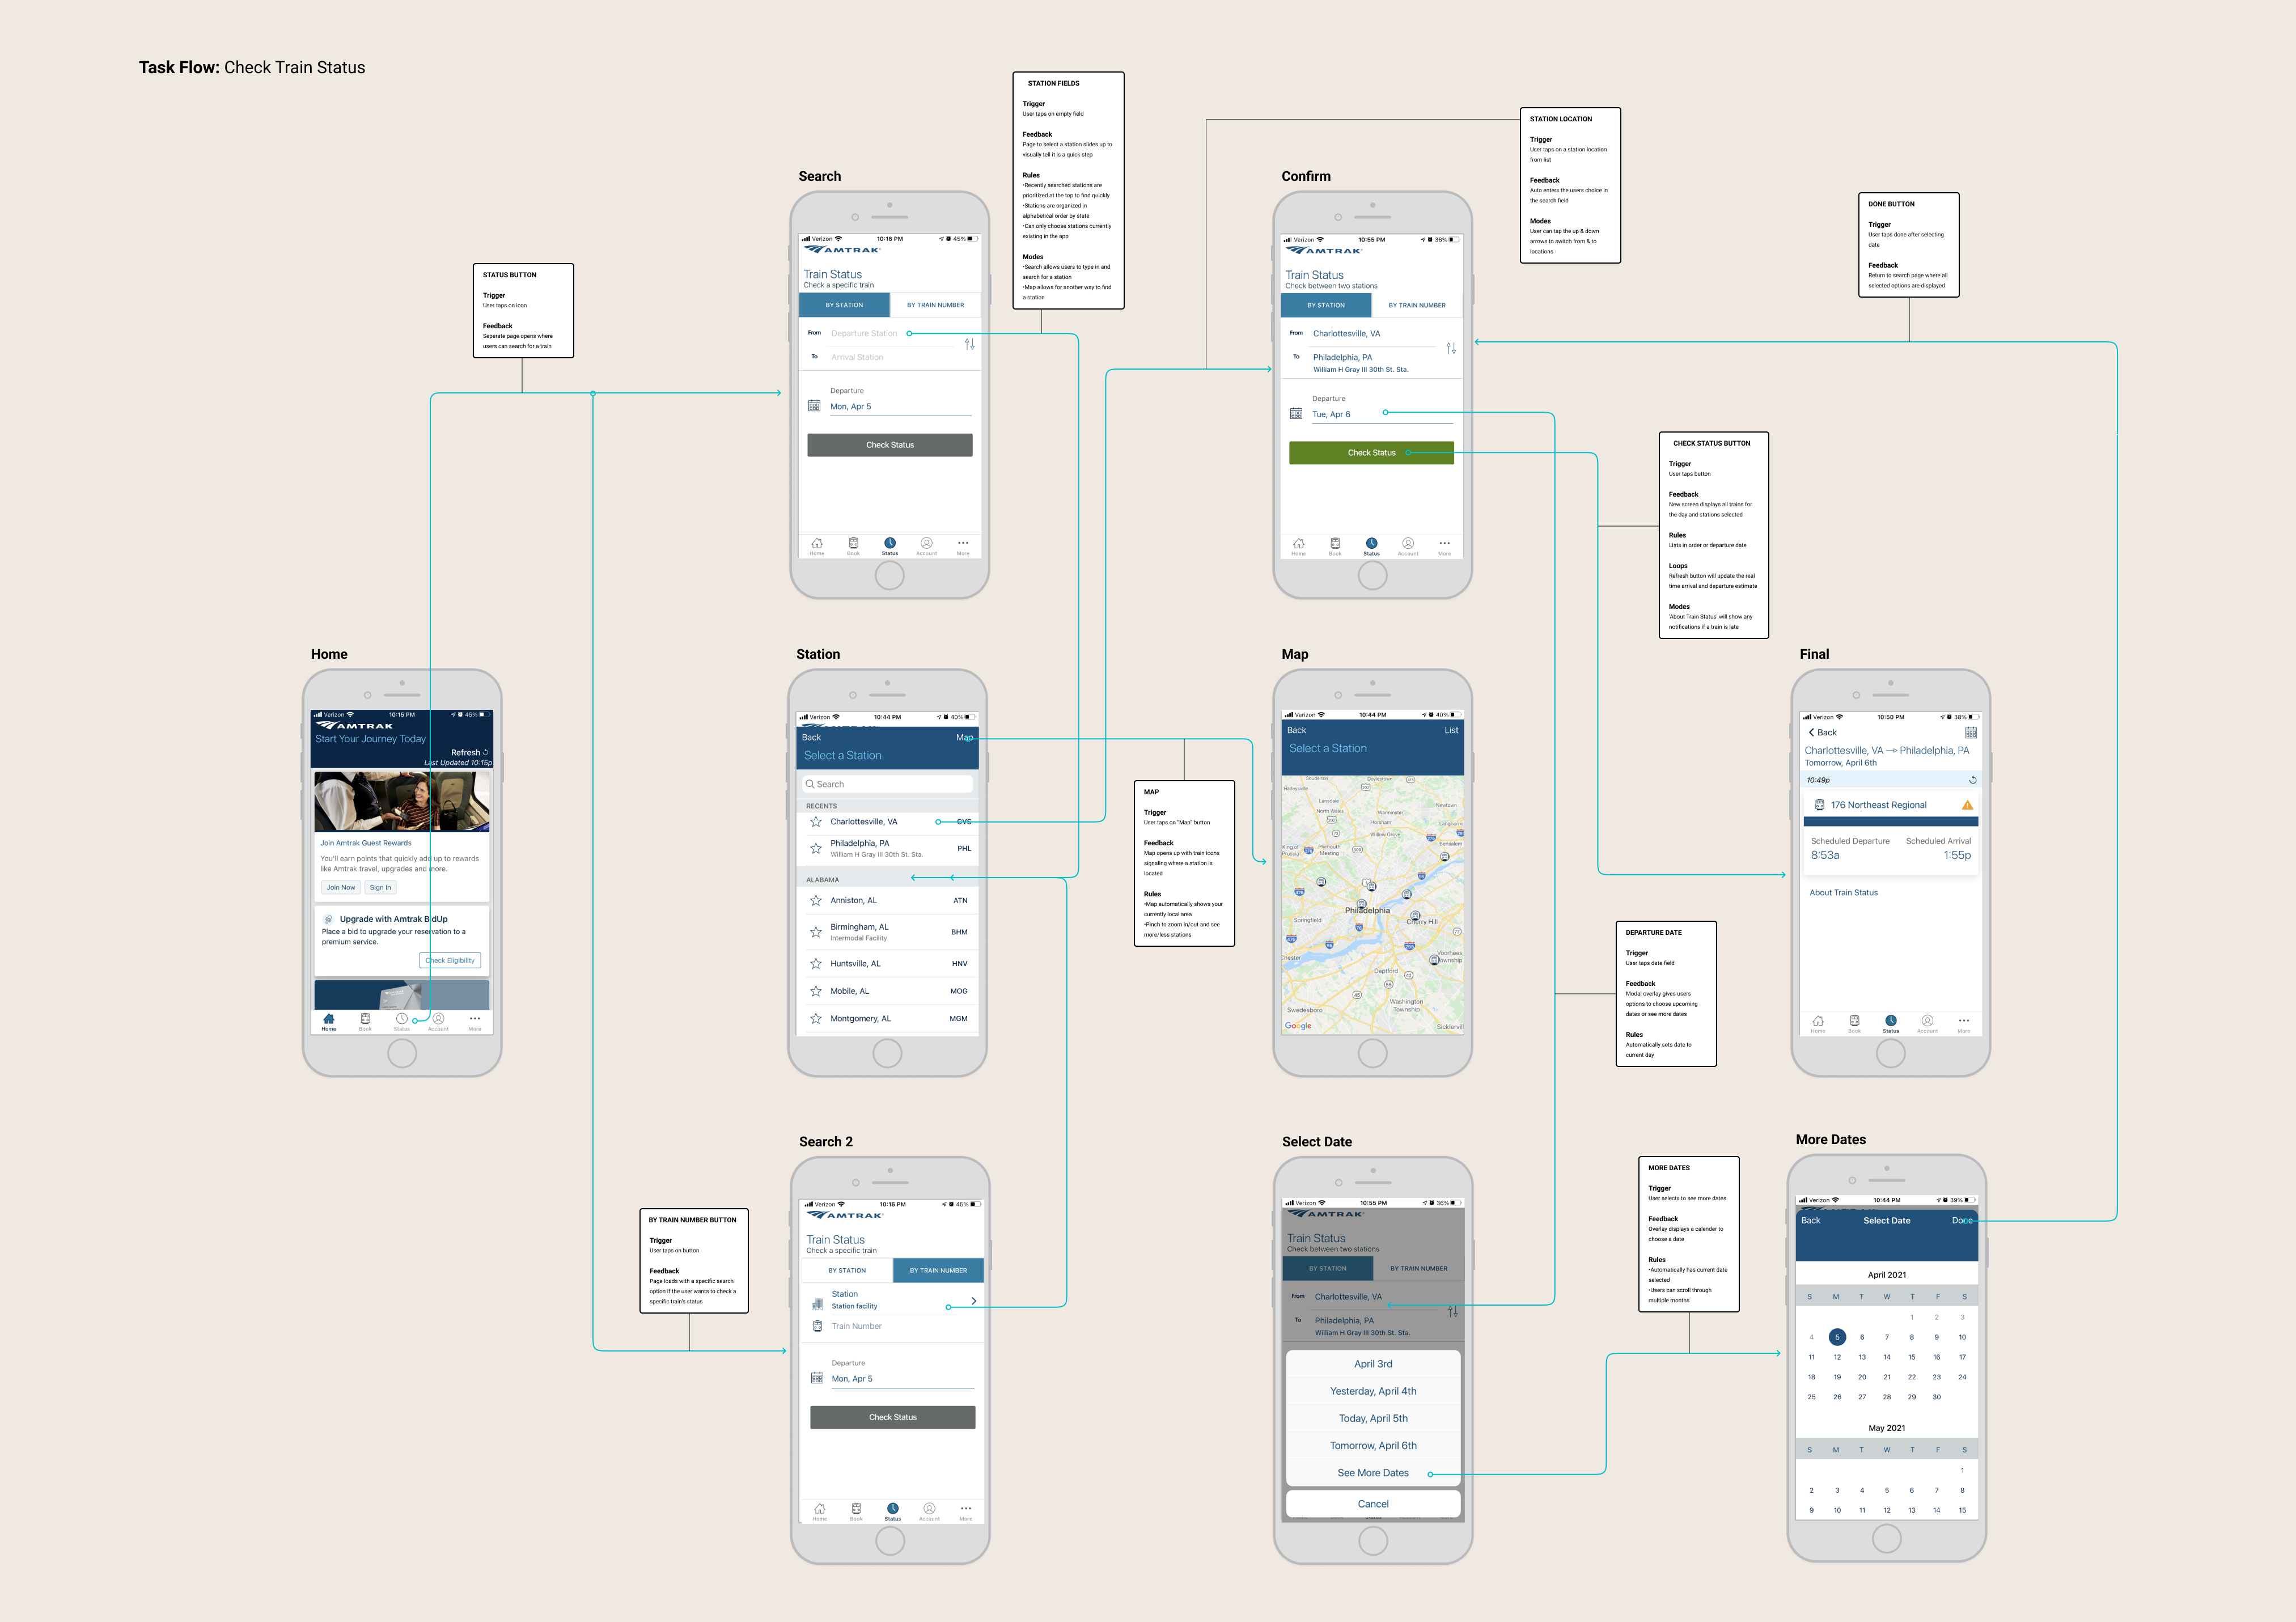 Task Flow: Check Train Status
STATUS BUTTON
Trigger
User taps on icon
Feedback
Seperate page opens where
users can search for a train
STATION FIELDS
Trigger
User taps on empty field
Feedback
Page to select a station slides up to
visually tell it is a quick step
Rules
•Recently searched stations are
prioritized at the top to find quickly
•Stations are organized in
alphabetical order by state
•Can only choose stations currently
existing in the app
Modes
•Search allows users to type in and
search for a station
•Map allows for another way to find
a station
STATION LOCATION
Trigger
User taps on a station location
from list
Feedback
Auto enters the users choice in
the search field
Modes
User can tap the up & down
arrows to switch from & to
locations
DONE BUTTON
Trigger
User taps done after selecting
date
Feedback
Return to search page where all
selected options are displayed
CHECK STATUS BUTTON
Trigger
User taps button
Feedback
New screen displays all trains for
the day and stations selected
Rules
Lists in order or departure date
Loops
Refresh button will update the real
time arrival and departure estimate
Modes
'About Train Status' will show any
notifications if a train is late
Search
Verizon 10:16 PM 45%
AMTRAK
Train Status
Check a specific train
BY STATION BY TRAIN NUMBER
From Departure Station
To Arrival Station
Departure
Mon, Apr 5
Check Status
Home Book Status Account More
Confirm
Verizon 10:55 PM 36%
AMTRAK
Train Status
Check between two stations
BY STATION BY TRAIN NUMBER
From Charlottesville, VA
To Philadelphia, PA
William H Gray III 30th St. Sta.
Departure
Tue, Apr 6
Check Status
Home Book Status Account More
Home
Verizon 10:15 PM 45%
AMTRAK
Start Your Journey Today
Refresh
Last Updated 10:15p
Join Amtrak Guest Rewards
You'll earn points that quickly add up to rewards
like Amtrak travel, upgrades and more.
Join Now Sign In
Upgrade with Amtrak BidUp
Place a bid to upgrade your reservation to a
premium service.
Check Eligibility
Home Book Status Account More
Station
Verizon 10:44 PM 40%
Back Map
Select a Station
Search
RECENTS
Charlottesville, VA CVS
Philadelphia, PA PHL
William H Gray III 30th St. Sta.
ALABAMA
Anniston, AL ATN
Birmingham, AL BHM
Intermodal Facility
Huntsville, AL HNV
Mobile, AL MOG
Montgomery, AL MGM
MAP
Trigger
User taps on "Map" button
Feedback
Map opens up with train icons
signaling where a station is
located
Rules
•Map automatically shows your
currently local area
•Pinch to zoom in/out and see
more/less stations
Map
Verizon 10:44 PM 40%
Back List
Select a Station
Souderton Doylestown
Harleysville
Lansdale Newtown
North Wales Warminster
Horsham Langhorne
Willow Grove
King of Prussia Plymouth Meeting Bensalem
Philadelphia
Springfield Cherry Hill
Chester Voorhees Township
Deptford
Washington Township
Swedesboro
Google Sicklervill
Final
Verizon 10:50 PM 38%
Back
Charlottesville, VA Philadelphia, PA
Tomorrow, April 6th
10:49p
176 Northeast Regional
Scheduled Departure Scheduled Arrival
8:53a 1:55p
About Train Status
Home Book Status Account More
DEPARTURE DATE
Trigger
User taps date field
Feedback
Modal overlay gives users
options to choose upcoming
dates or see more dates
Rules
Automatically sets date to
current day
BY TRAIN NUMBER BUTTON
Trigger
User taps on button
Feedback
Page loads with a specific search
option if the user wants to check a
specific train's status
Search 2
Verizon 10:16 PM 45%
AMTRAK
Train Status
Check a specific train
BY STATION BY TRAIN NUMBER
Station
Station facility
Train Number
Departure
Mon, Apr 5
Check Status
Home Book Status Account More
Select Date
Verizon 10:55 PM 36%
AMTRAK
Train Status
Check between two stations
BY STATION BY TRAIN NUMBER
From Charlottesville, VA
To Philadelphia, PA
William H Gray III 30th St. Sta.
April 3rd
Yesterday, April 4th
Today, April 5th
Tomorrow, April 6th
See More Dates
Cancel
MORE DATES
Trigger
User selects to see more dates
Feedback
Overlay displays a calender to
choose a date
Rules
•Automatically has current date
selected
•Users can scroll through
multiple months
More Dates
Verizon 10:44 PM 39%
Back Select Date Done
April 2021
S M T W T F S
1 2 3
4 5 6 7 8 9 10
11 12 13 14 15 16 17
18 19 20 21 22 23 24
25 26 27 28 29 30
May 2021
S M T W T F S
1
2 3 4 5 6 7 8
9 10 11 12 13 14 15